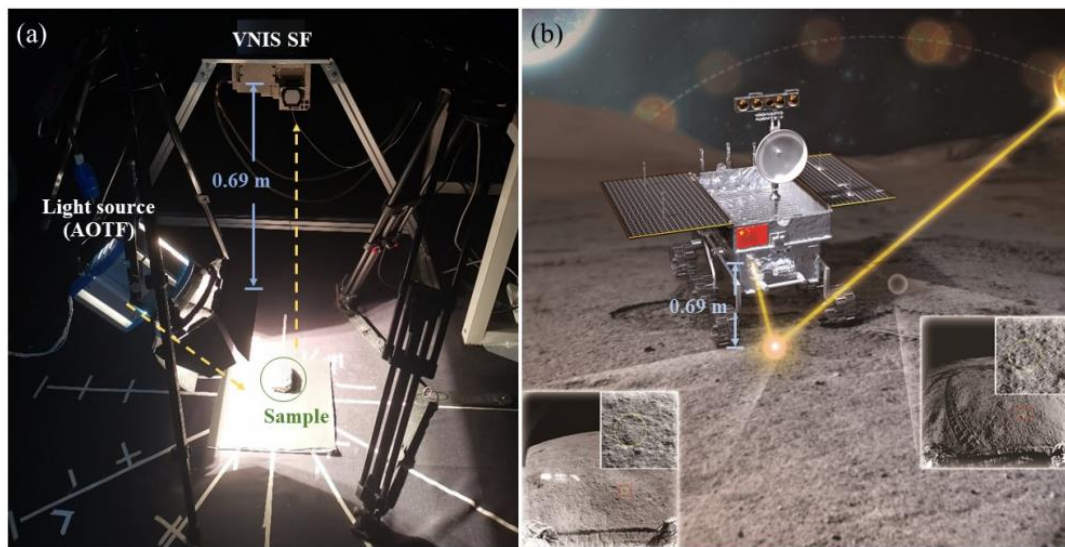 (a)
VNIS SF
0.69 m
Light source
(AOTF)
Sample
(b)
0.69 m